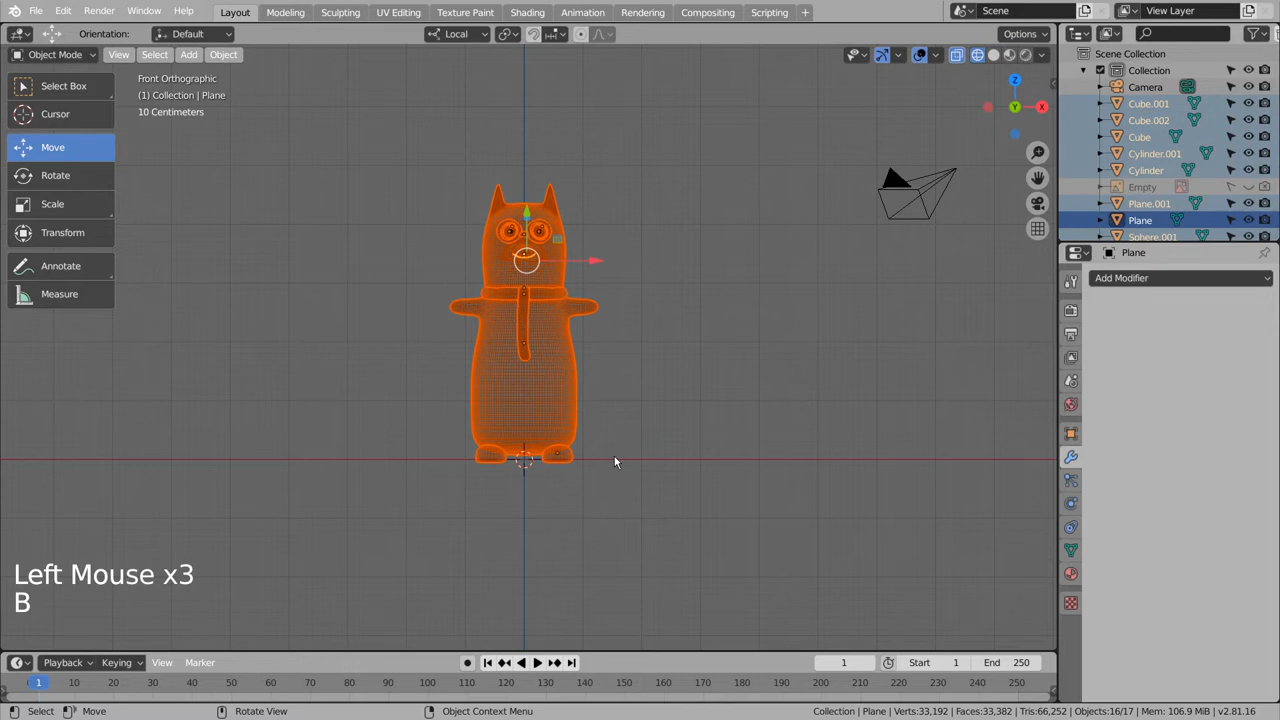 File Edit Render Window Help
Layout Modeling Sculpting UV Editing Texture Paint Shading Animation Rendering Compositing Scripting +
Scene
View Layer
Orientation: Default
Local
Options
Object Mode View Select Add Object
Select Box
Cursor
Move
Rotate
Scale
Transform
Annotate
Measure
Front Orthographic
(1) Collection | Plane
10 Centimeters
Z
Y
X
Scene Collection
Collection
Camera
Cube.001
Cube.002
Cube
Cylinder.001
Cylinder
Empty
Plane.001
Plane
Sphere.001
Plane
Add Modifier
Left Mouse x3
B
Playback Keying View Marker
1
Start 1
End 250
1 10 20 30 40 50 60 70 80 90 100 110 120 130 140 150 160 170 180 190 200 210 220 230 240 250
Select Move Rotate View Object Context Menu
Collection | Plane | Verts:33,192 | Faces:33,382 | Tris:66,252 | Objects:16/17 | Mem: 106.9 MiB | v2.81.16